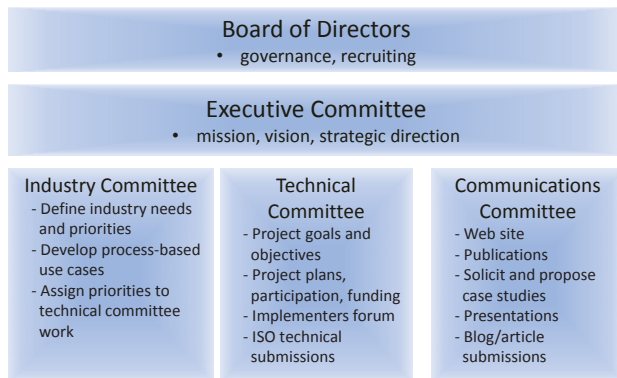 Board of Directors
• governance, recruiting
Executive Committee
• mission, vision, strategic direction
Industry Committee
- Define industry needs
and priorities
- Develop process-based
use cases
- Assign priorities to
technical committee
work
Technical
Committee
- Project goals and
objectives
- Project plans,
participation, funding
- Implementers forum
- ISO technical
submissions
Communications
Committee
- Web site
- Publications
- Solicit and propose
case studies
- Presentations
- Blog/article
submissions